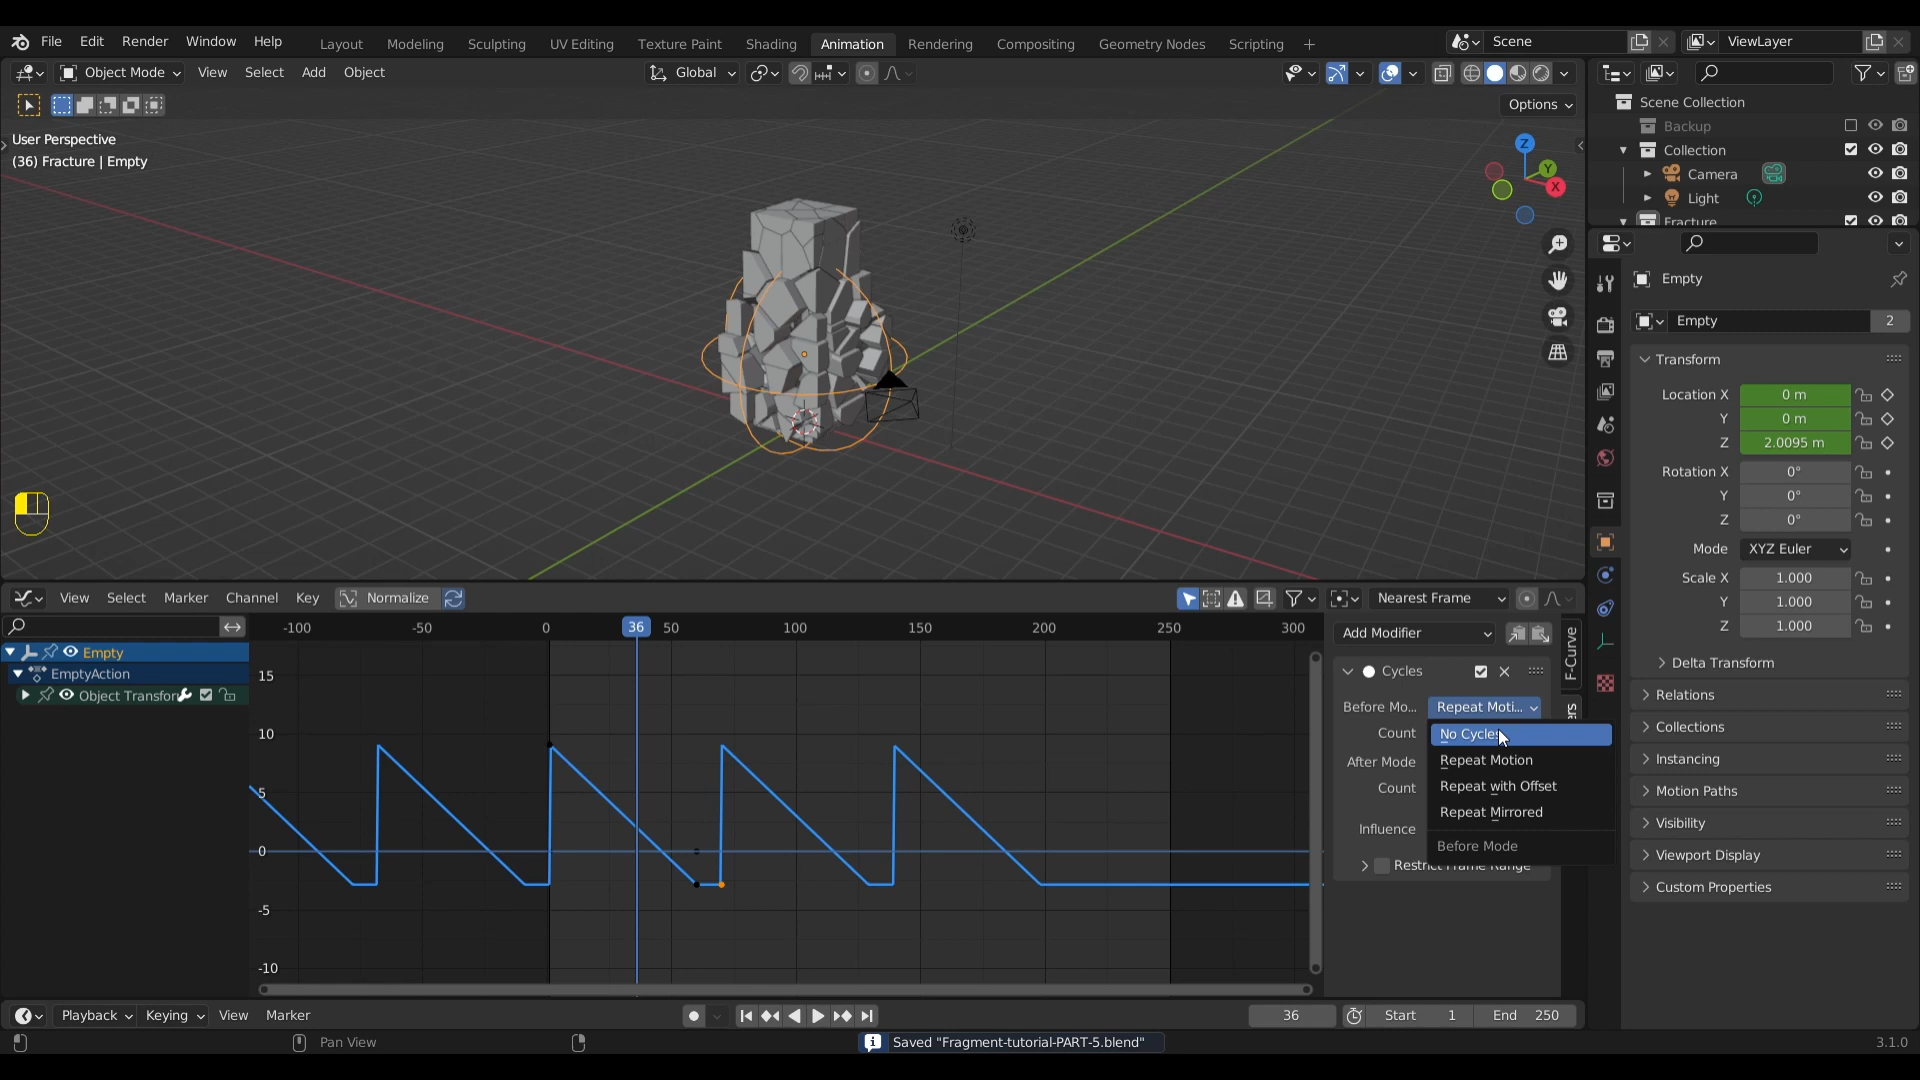 File Edit Render Window Help
Layout Modeling Sculpting UV Editing Texture Paint Shading Animation Rendering Compositing Geometry Nodes Scripting +
Scene
ViewLayer
Object Mode View Select Add Object
Global
Options
User Perspective
(36) Fracture | Empty
Z
Y
X
Scene Collection
Backup
Collection
Camera
Light
Fracture
Empty
Empty 2
Transform
Location X 0 m
Y 0 m
Z 2.0095 m
Rotation X 0°
Y 0°
Z 0°
Mode XYZ Euler
Scale X 1.000
Y 1.000
Z 1.000
Delta Transform
Relations
Collections
Instancing
Motion Paths
Visibility
Viewport Display
Custom Properties
View Select Marker Channel Key Normalize
Nearest Frame
-100 -50 0 36 50 100 150 200 250 300
Empty
EmptyAction
Object Transfor
15
10
5
0
-5
-10
Add Modifier
F-Curve
Cycles
Before Mo... Repeat Moti...
Count
After Mode
Count
Influence
Restrict Frame Range
No Cycles
Repeat Motion
Repeat with Offset
Repeat Mirrored
Before Mode
Playback Keying View Marker
36
Start 1
End 250
Pan View
Saved "Fragment-tutorial-PART-5.blend"
3.1.0